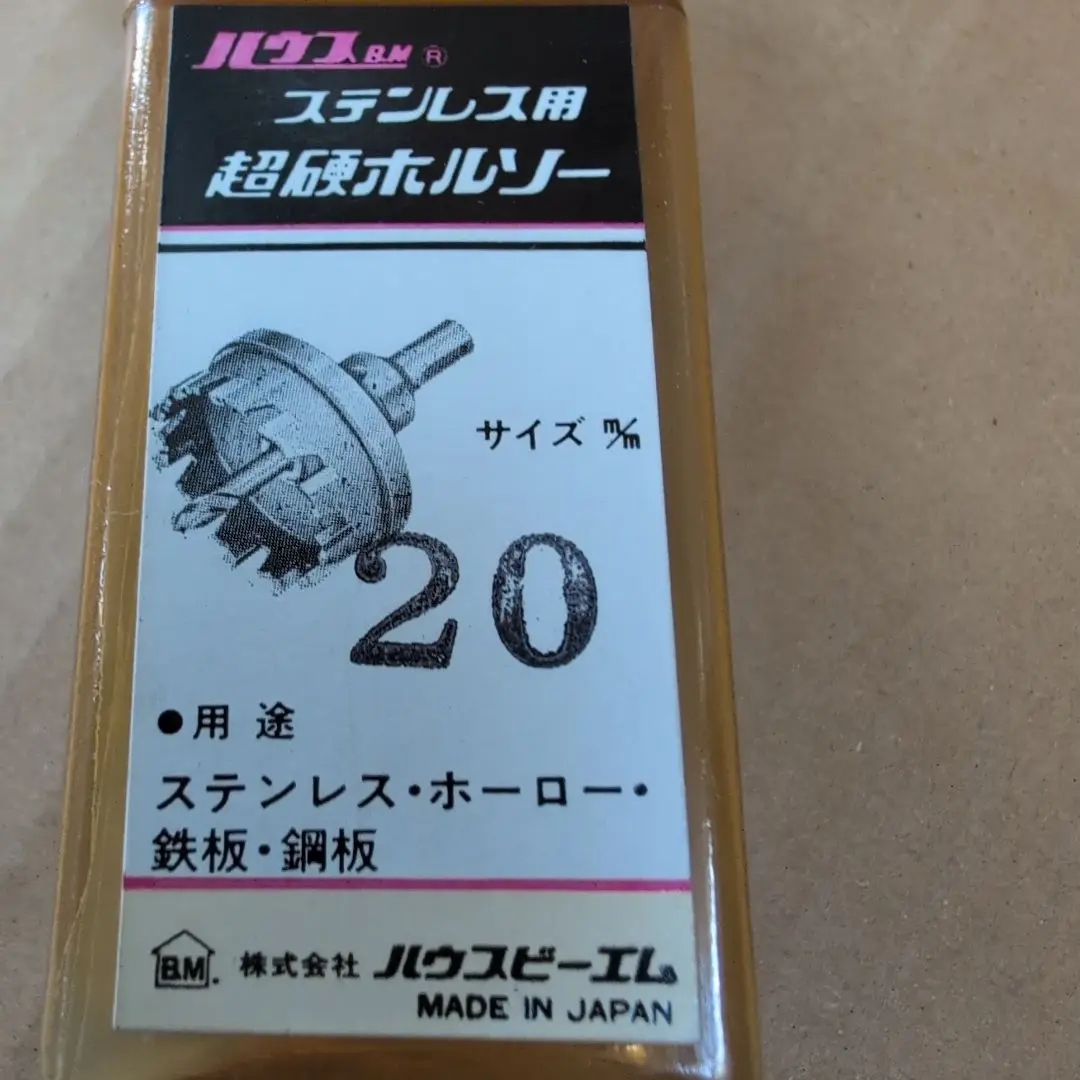 ハウスB.M ®
ステンレス用
超硬ホルソー
サイズ m/m
20
●用途
ステンレス・ホーロー・
鉄板・鋼板
B.M. 株式会社 ハウスビーエム
MADE IN JAPAN